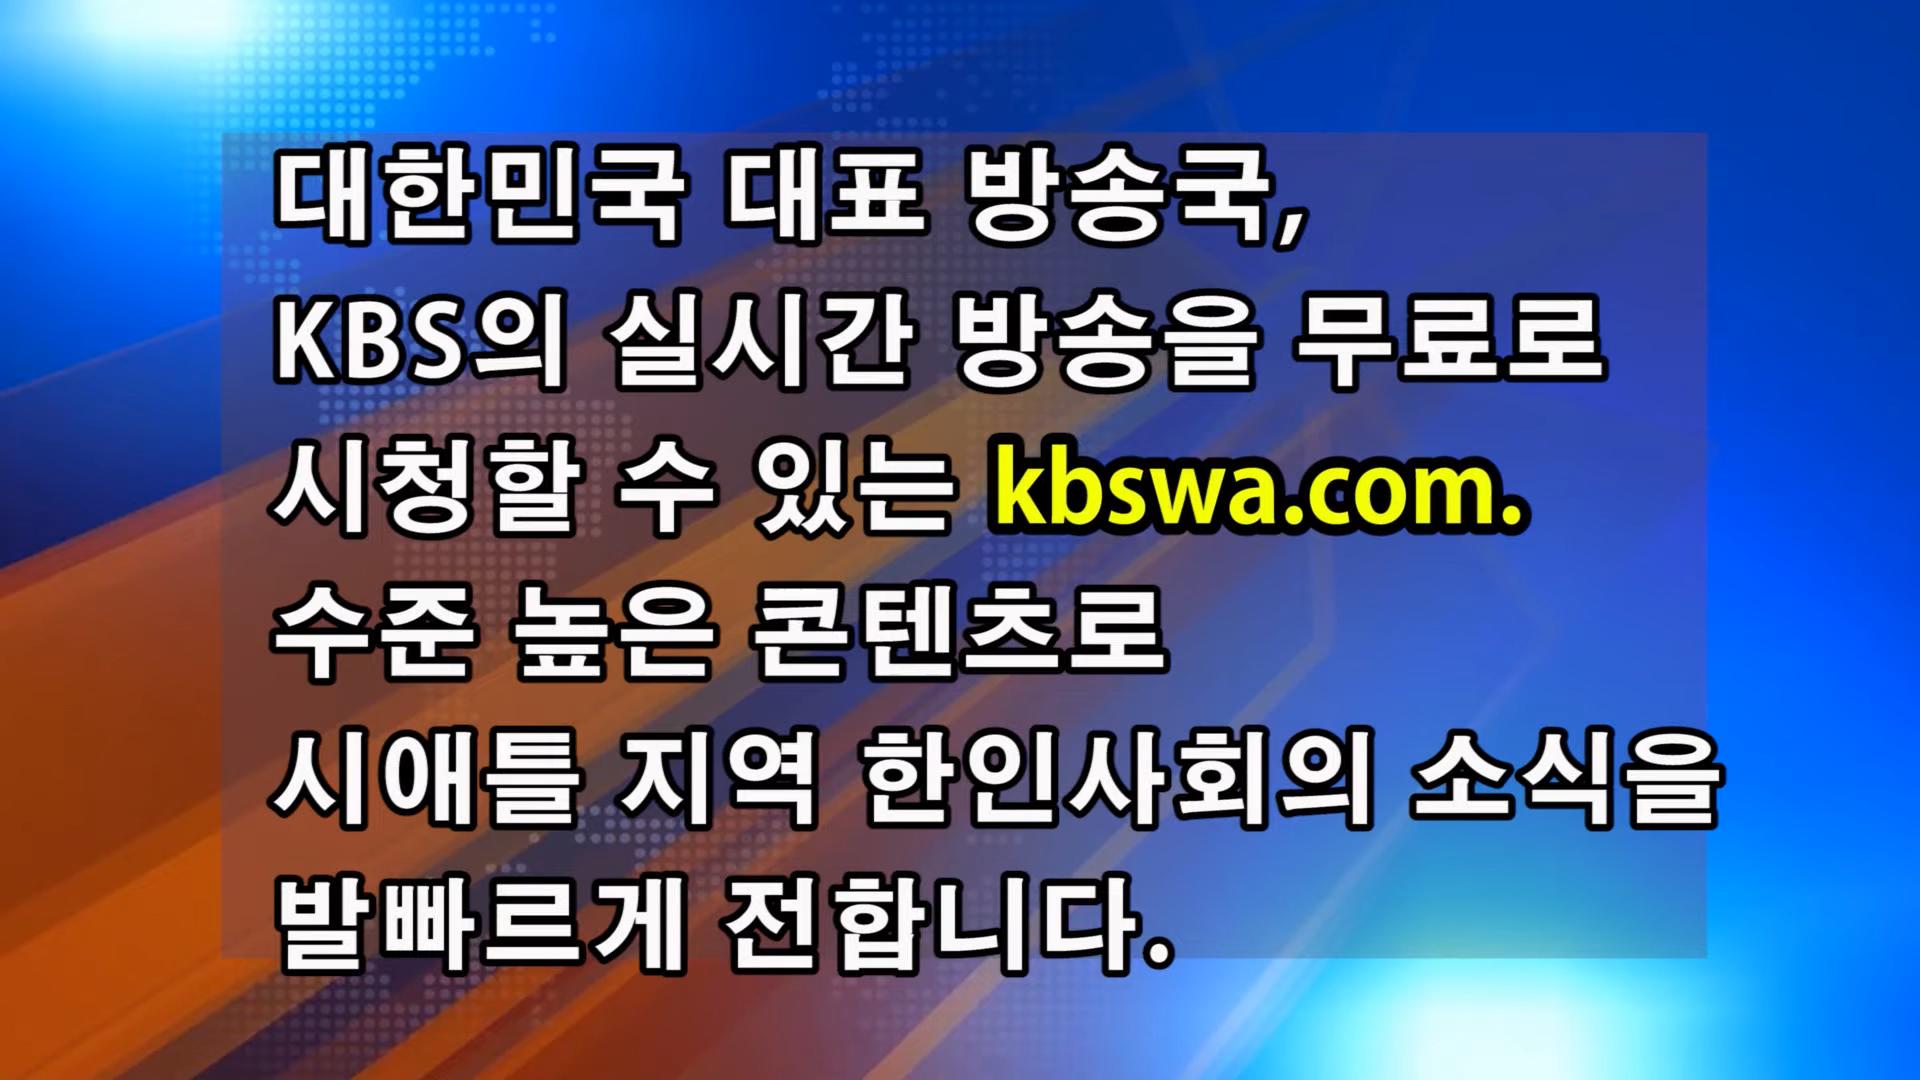 대한민국 대표 방송국,
KBS의 실시간 방송을 무료로
시청할 수 있는 kbswa.com.
수준 높은 콘텐츠로
시애틀 지역 한인사회의 소식을
발빠르게 전합니다.